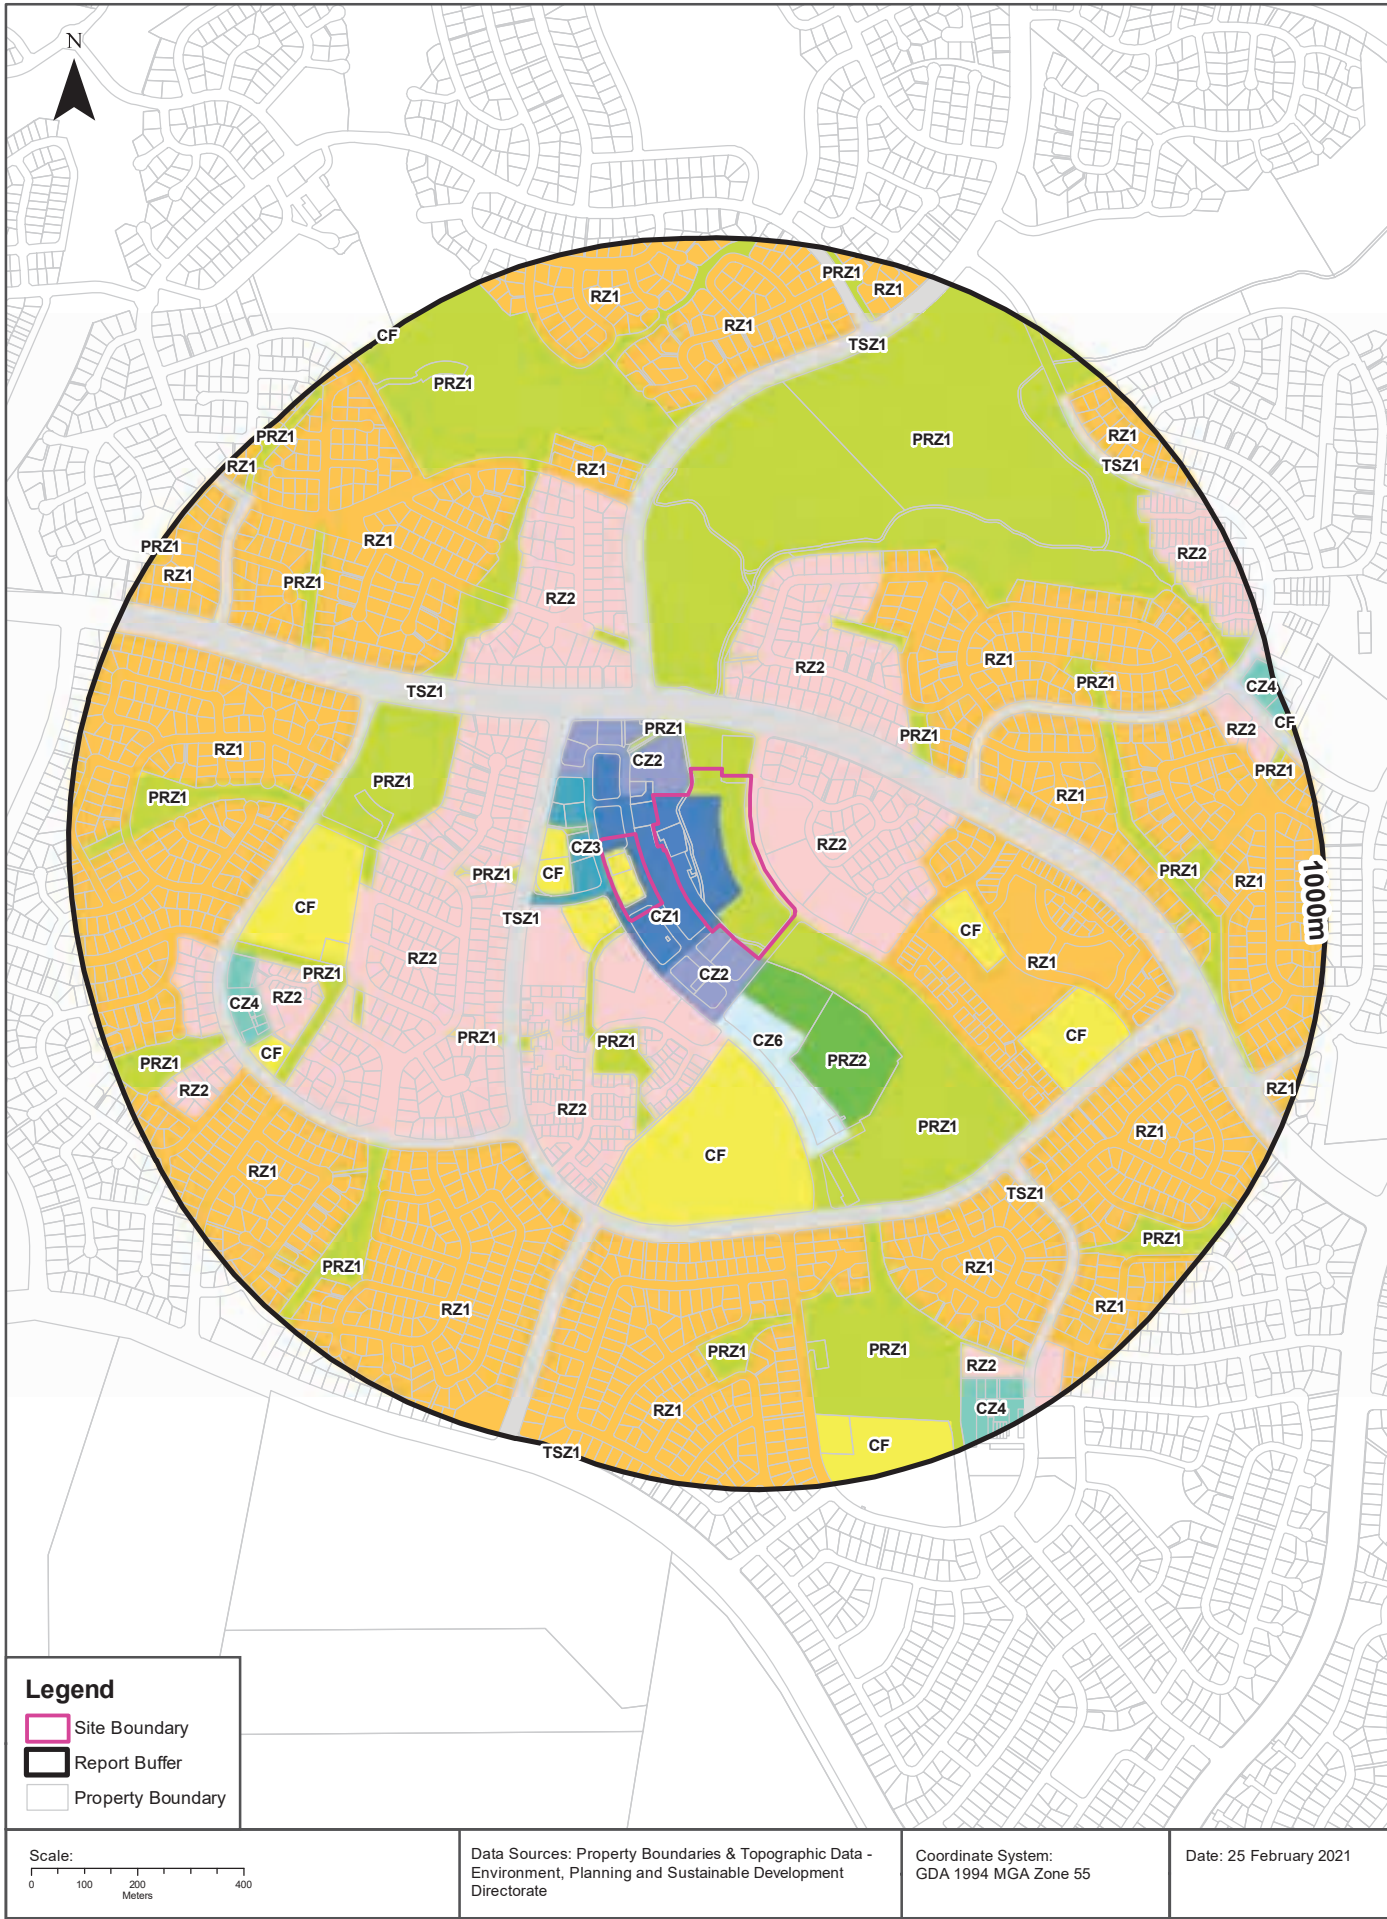 N
PRZ1
RZ1
RZ1
RZ1
CF
TSZ1
PRZ1
PRZ1
RZ1
PRZ1
RZ1
RZ1
TSZ1
RZ1
PRZ1
RZ1
RZ2
RZ1
PRZ1
RZ2
RZ1
RZ2
PRZ1
CZ4
TSZ1
CF
RZ2
PRZ1
PRZ1
RZ1
CZ2
PRZ1
PRZ1
RZ1
PRZ1
RZ2
CZ3
PRZ1
CF
PRZ1
RZ1
1000m
CF
TSZ1
CZ1
CF
RZ2
RZ1
PRZ1
CZ2
RZ2
CZ4
CF
PRZ1
PRZ1
CZ6
CF
PRZ2
PRZ1
RZ2
RZ1
RZ2
PRZ1
RZ1
CF
RZ1
TSZ1
PRZ1
PRZ1
RZ1
RZ1
RZ1
PRZ1
PRZ1
RZ2
RZ1
CZ4
CF
TSZ1
Legend
Site Boundary
Report Buffer
Property Boundary
Scale:
0 100 200 400
Meters
Data Sources: Property Boundaries & Topographic Data -
Environment, Planning and Sustainable Development
Directorate
Coordinate System:
GDA 1994 MGA Zone 55
Date: 25 February 2021